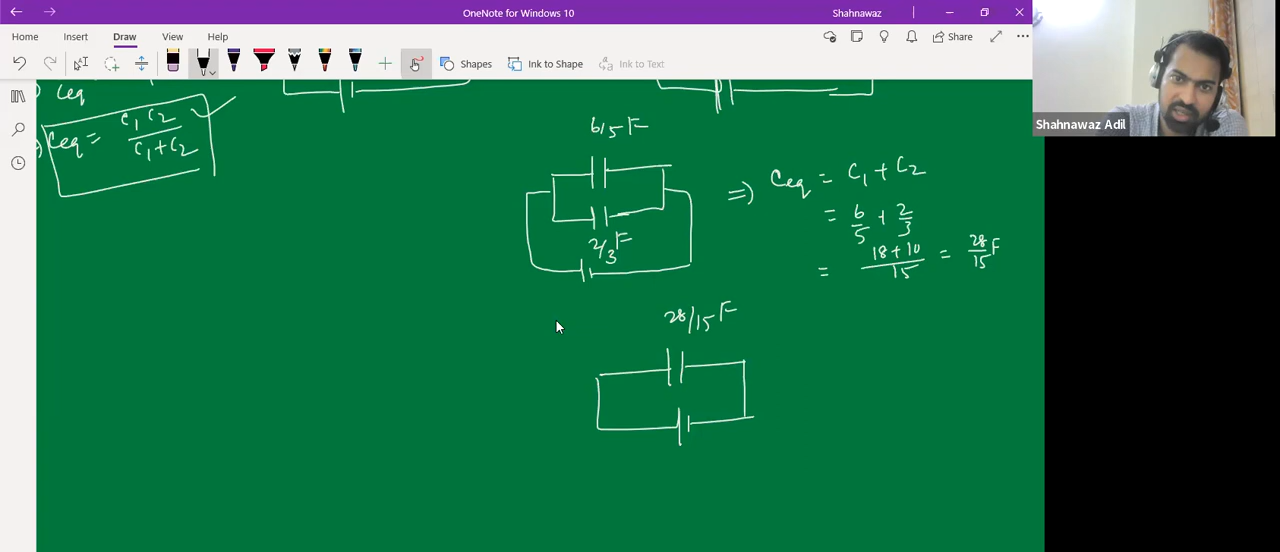 OneNote for Windows 10
Shahnawaz
Home Insert Draw View Help
Share
Shapes
Ink to Shape
Ink to Text
Shahnawaz Adil
Ceq
Ceq = C1 C2 / C1 + C2
6/5 F
2/3 F
⇒ Ceq = C1 + C2
= 6/5 + 2/3
= 18 + 10 / 15 = 28/15 F
28/15 F